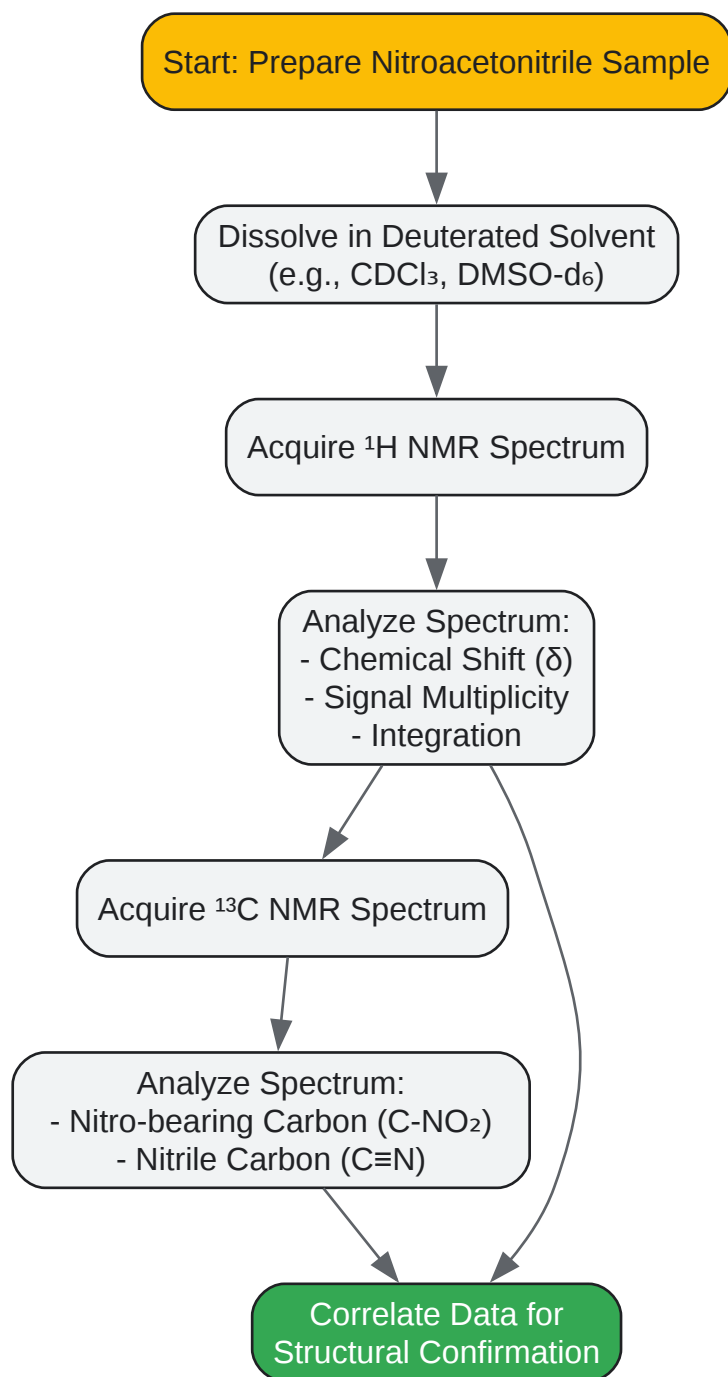 Start: Prepare Nitroacetonitrile Sample
Dissolve in Deuterated Solvent
(e.g., CDCl₃, DMSO-d₆)
Acquire ¹H NMR Spectrum
Analyze Spectrum:
- Chemical Shift (δ)
- Signal Multiplicity
- Integration
Acquire ¹³C NMR Spectrum
Analyze Spectrum:
- Nitro-bearing Carbon (C-NO₂)
- Nitrile Carbon (C≡N)
Correlate Data for
Structural Confirmation